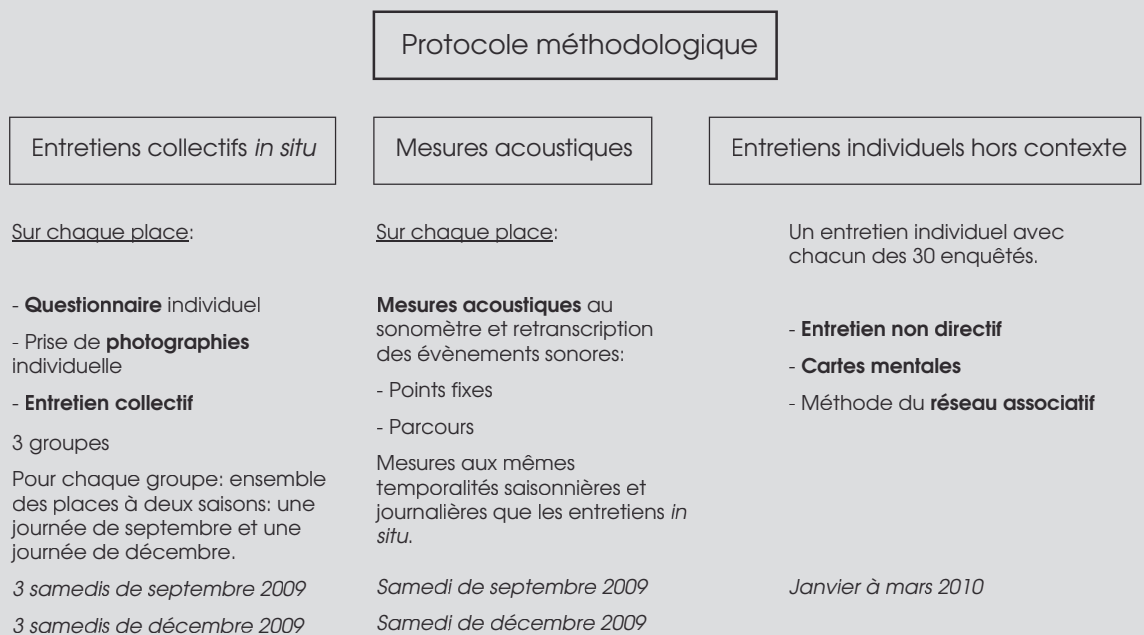 Protocole méthodologique
Entretiens collectifs in situ
Sur chaque place:
- Questionnaire individuel
- Prise de photographies
individuelle
- Entretien collectif
3 groupes
Pour chaque groupe: ensemble
des places à deux saisons: une
journée de septembre et une
journée de décembre.
3 samedis de septembre 2009
3 samedis de décembre 2009
Mesures acoustiques
Sur chaque place:
Mesures acoustiques au
sonomètre et retranscription
des évènements sonores:
- Points fixes
- Parcours
Mesures aux mêmes
temporalités saisonnières et
journalières que les entretiens in
situ.
Samedi de septembre 2009
Samedi de décembre 2009
Entretiens individuels hors contexte
Un entretien individuel avec
chacun des 30 enquêtés.
- Entretien non directif
- Cartes mentales
- Méthode du réseau associatif
Janvier à mars 2010